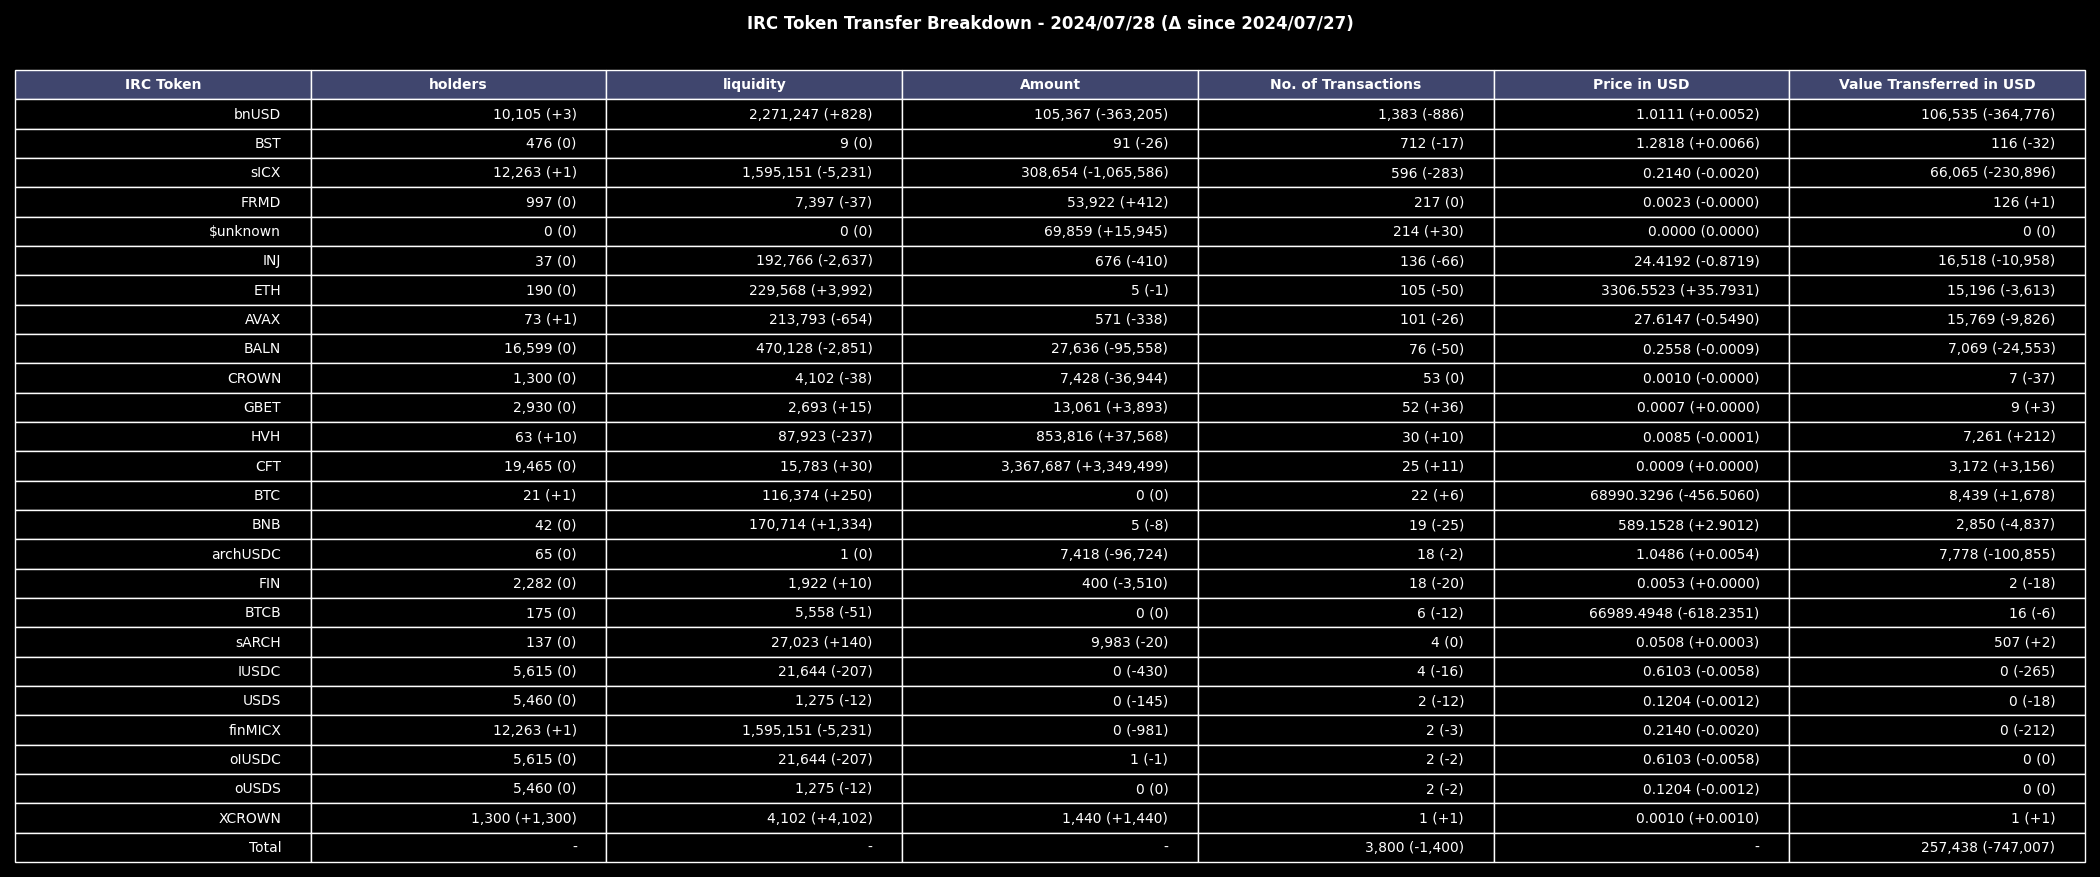 IRC Token Transfer Breakdown - 2024/07/28 (Δ since 2024/07/27)
IRC Token holders liquidity Amount No. of Transactions Price in USD Value Transferred in USD
bnUSD 10,105 (+3) 2,271,247 (+828) 105,367 (-363,205) 1,383 (-886) 1.0111 (+0.0052) 106,535 (-364,776)
BST 476 (0) 9 (0) 91 (-26) 712 (-17) 1.2818 (+0.0066) 116 (-32)
sICX 12,263 (+1) 1,595,151 (-5,231) 308,654 (-1,065,586) 596 (-283) 0.2140 (-0.0020) 66,065 (-230,896)
FRMD 997 (0) 7,397 (-37) 53,922 (+412) 217 (0) 0.0023 (-0.0000) 126 (+1)
$unknown 0 (0) 0 (0) 69,859 (+15,945) 214 (+30) 0.0000 (0.0000) 0 (0)
INJ 37 (0) 192,766 (-2,637) 676 (-410) 136 (-66) 24.4192 (-0.8719) 16,518 (-10,958)
ETH 190 (0) 229,568 (+3,992) 5 (-1) 105 (-50) 3306.5523 (+35.7931) 15,196 (-3,613)
AVAX 73 (+1) 213,793 (-654) 571 (-338) 101 (-26) 27.6147 (-0.5490) 15,769 (-9,826)
BALN 16,599 (0) 470,128 (-2,851) 27,636 (-95,558) 76 (-50) 0.2558 (-0.0009) 7,069 (-24,553)
CROWN 1,300 (0) 4,102 (-38) 7,428 (-36,944) 53 (0) 0.0010 (-0.0000) 7 (-37)
GBET 2,930 (0) 2,693 (+15) 13,061 (+3,893) 52 (+36) 0.0007 (+0.0000) 9 (+3)
HVH 63 (+10) 87,923 (-237) 853,816 (+37,568) 30 (+10) 0.0085 (-0.0001) 7,261 (+212)
CFT 19,465 (0) 15,783 (+30) 3,367,687 (+3,349,499) 25 (+11) 0.0009 (+0.0000) 3,172 (+3,156)
BTC 21 (+1) 116,374 (+250) 0 (0) 22 (+6) 68990.3296 (-456.5060) 8,439 (+1,678)
BNB 42 (0) 170,714 (+1,334) 5 (-8) 19 (-25) 589.1528 (+2.9012) 2,850 (-4,837)
archUSDC 65 (0) 1 (0) 7,418 (-96,724) 18 (-2) 1.0486 (+0.0054) 7,778 (-100,855)
FIN 2,282 (0) 1,922 (+10) 400 (-3,510) 18 (-20) 0.0053 (+0.0000) 2 (-18)
BTCB 175 (0) 5,558 (-51) 0 (0) 6 (-12) 66989.4948 (-618.2351) 16 (-6)
sARCH 137 (0) 27,023 (+140) 9,983 (-20) 4 (0) 0.0508 (+0.0003) 507 (+2)
IUSDC 5,615 (0) 21,644 (-207) 0 (-430) 4 (-16) 0.6103 (-0.0058) 0 (-265)
USDS 5,460 (0) 1,275 (-12) 0 (-145) 2 (-12) 0.1204 (-0.0012) 0 (-18)
finMICX 12,263 (+1) 1,595,151 (-5,231) 0 (-981) 2 (-3) 0.2140 (-0.0020) 0 (-212)
oIUSDC 5,615 (0) 21,644 (-207) 1 (-1) 2 (-2) 0.6103 (-0.0058) 0 (0)
oUSDS 5,460 (0) 1,275 (-12) 0 (0) 2 (-2) 0.1204 (-0.0012) 0 (0)
XCROWN 1,300 (+1,300) 4,102 (+4,102) 1,440 (+1,440) 1 (+1) 0.0010 (+0.0010) 1 (+1)
Total - - - 3,800 (-1,400) - 257,438 (-747,007)